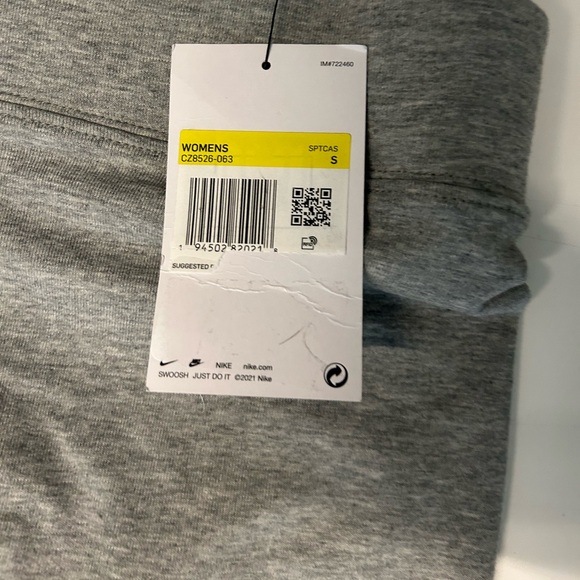 IM#722460
WOMENS SPTCAS
CZ8526-063 S
1 94502 82021
SUGGESTED
NIKE nike.com
SWOOSH JUST DO IT ©2021 Nike